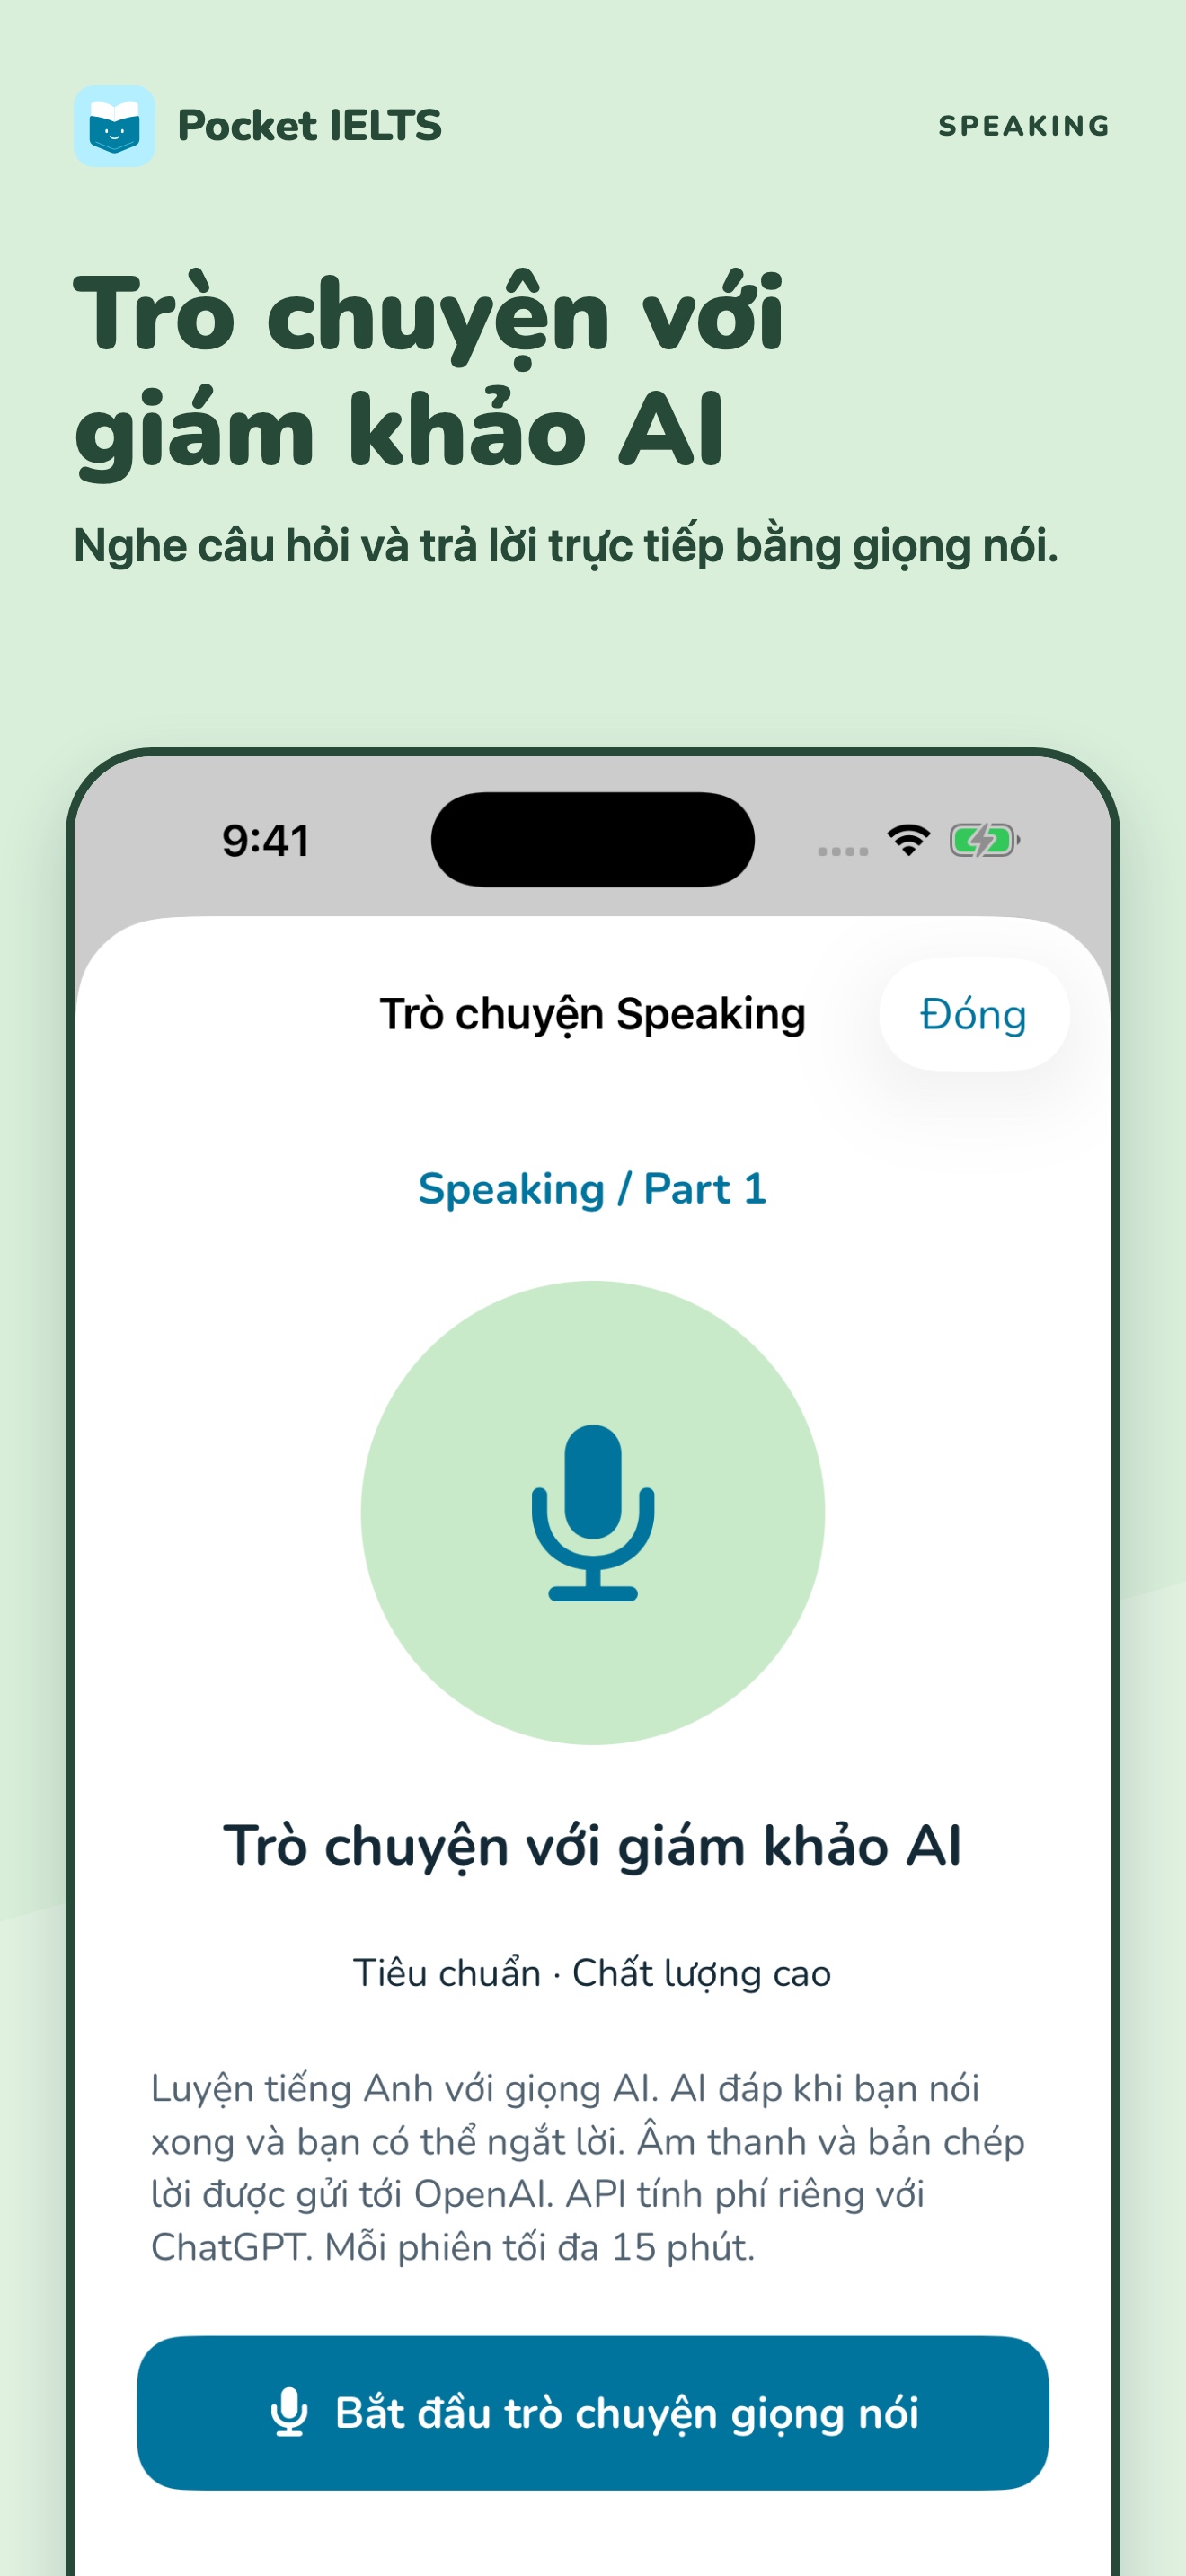 Pocket IELTS
SPEAKING
Trò chuyện với
giám khảo AI
Nghe câu hỏi và trả lời trực tiếp bằng giọng nói.
9:41
Trò chuyện Speaking
Đóng
Speaking / Part 1
Trò chuyện với giám khảo AI
Tiêu chuẩn · Chất lượng cao
Luyện tiếng Anh với giọng AI. AI đáp khi bạn nói
xong và bạn có thể ngắt lời. Âm thanh và bản chép
lời được gửi tới OpenAI. API tính phí riêng với
ChatGPT. Mỗi phiên tối đa 15 phút.
Bắt đầu trò chuyện giọng nói